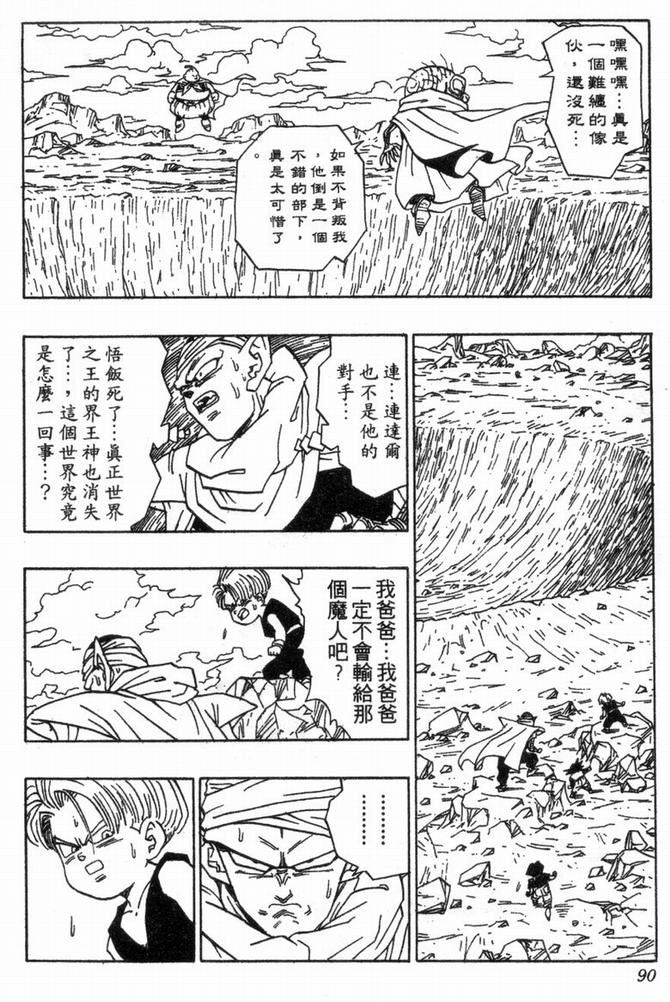 嘿嘿嘿…真是
一個難纏的傢
伙，還沒死…
如果不背叛我
，他倒是一個
不錯的部下，
真是太可惜了
。
連…連達爾
也不是他的
對手…
悟飯死了…真正世界
之王的界王神也消失
了…，這個世界究竟
是怎麼一回事…？
我爸爸…我爸爸
一定不會輸給那
個魔人吧？
………
………
90